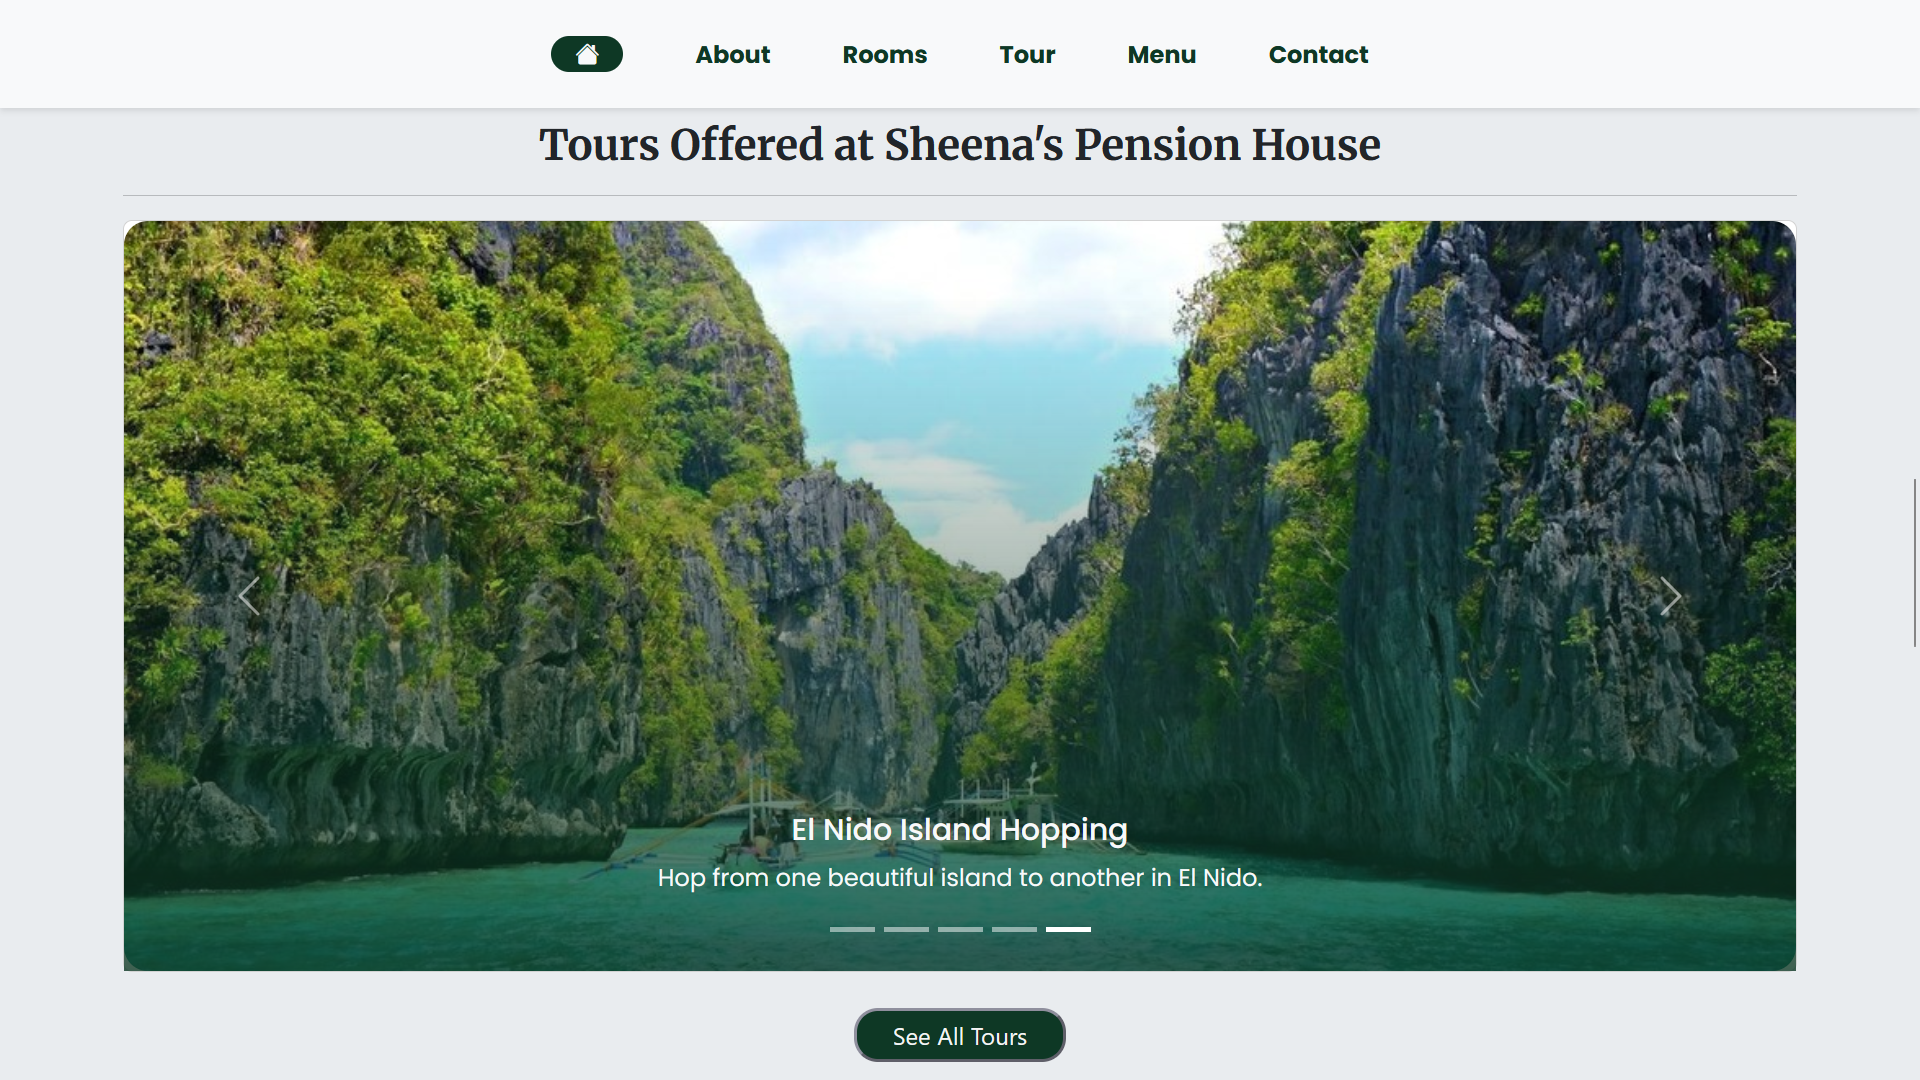 About Rooms Tour Menu Contact
Tours Offered at Sheena's Pension House
El Nido Island Hopping
Hop from one beautiful island to another in El Nido.
See All Tours